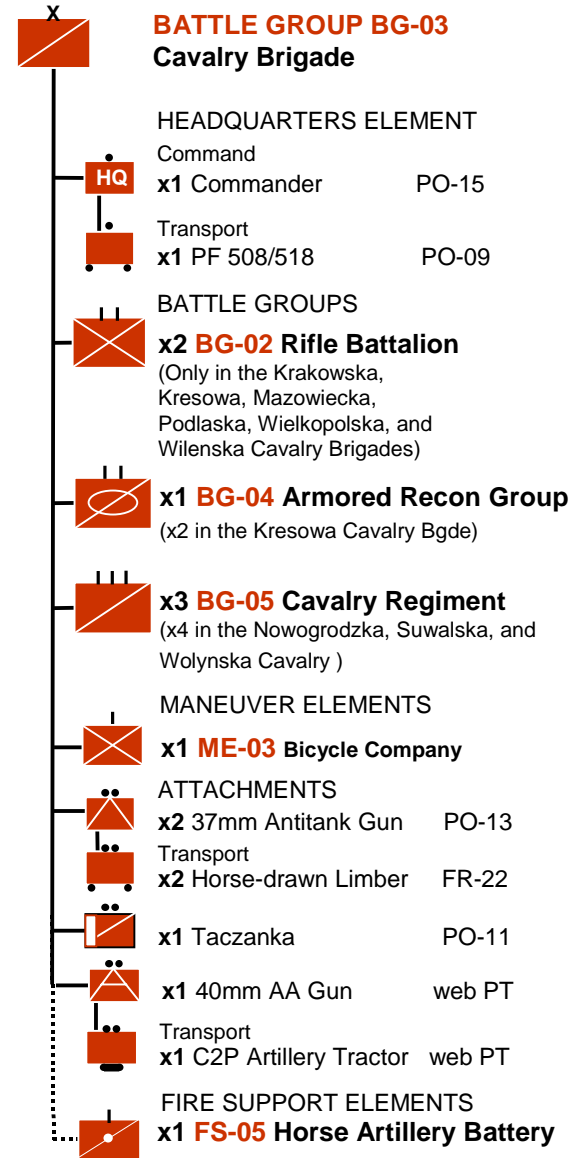 X
BATTLE GROUP BG-03
Cavalry Brigade
HEADQUARTERS ELEMENT
Command
HQ
x1 Commander PO-15
Transport
x1 PF 508/518 PO-09
BATTLE GROUPS
x2 BG-02 Rifle Battalion
(Only in the Krakowska,
Kresowa, Mazowiecka,
Podlaska, Wielkopolska, and
Wilenska Cavalry Brigades)
x1 BG-04 Armored Recon Group
(x2 in the Kresowa Cavalry Bgde)
x3 BG-05 Cavalry Regiment
(x4 in the Nowogrodzka, Suwalska, and
Wolynska Cavalry )
MANEUVER ELEMENTS
x1 ME-03 Bicycle Company
ATTACHMENTS
x2 37mm Antitank Gun PO-13
Transport
x2 Horse-drawn Limber FR-22
x1 Taczanka PO-11
x1 40mm AA Gun web PT
Transport
x1 C2P Artillery Tractor web PT
FIRE SUPPORT ELEMENTS
x1 FS-05 Horse Artillery Battery